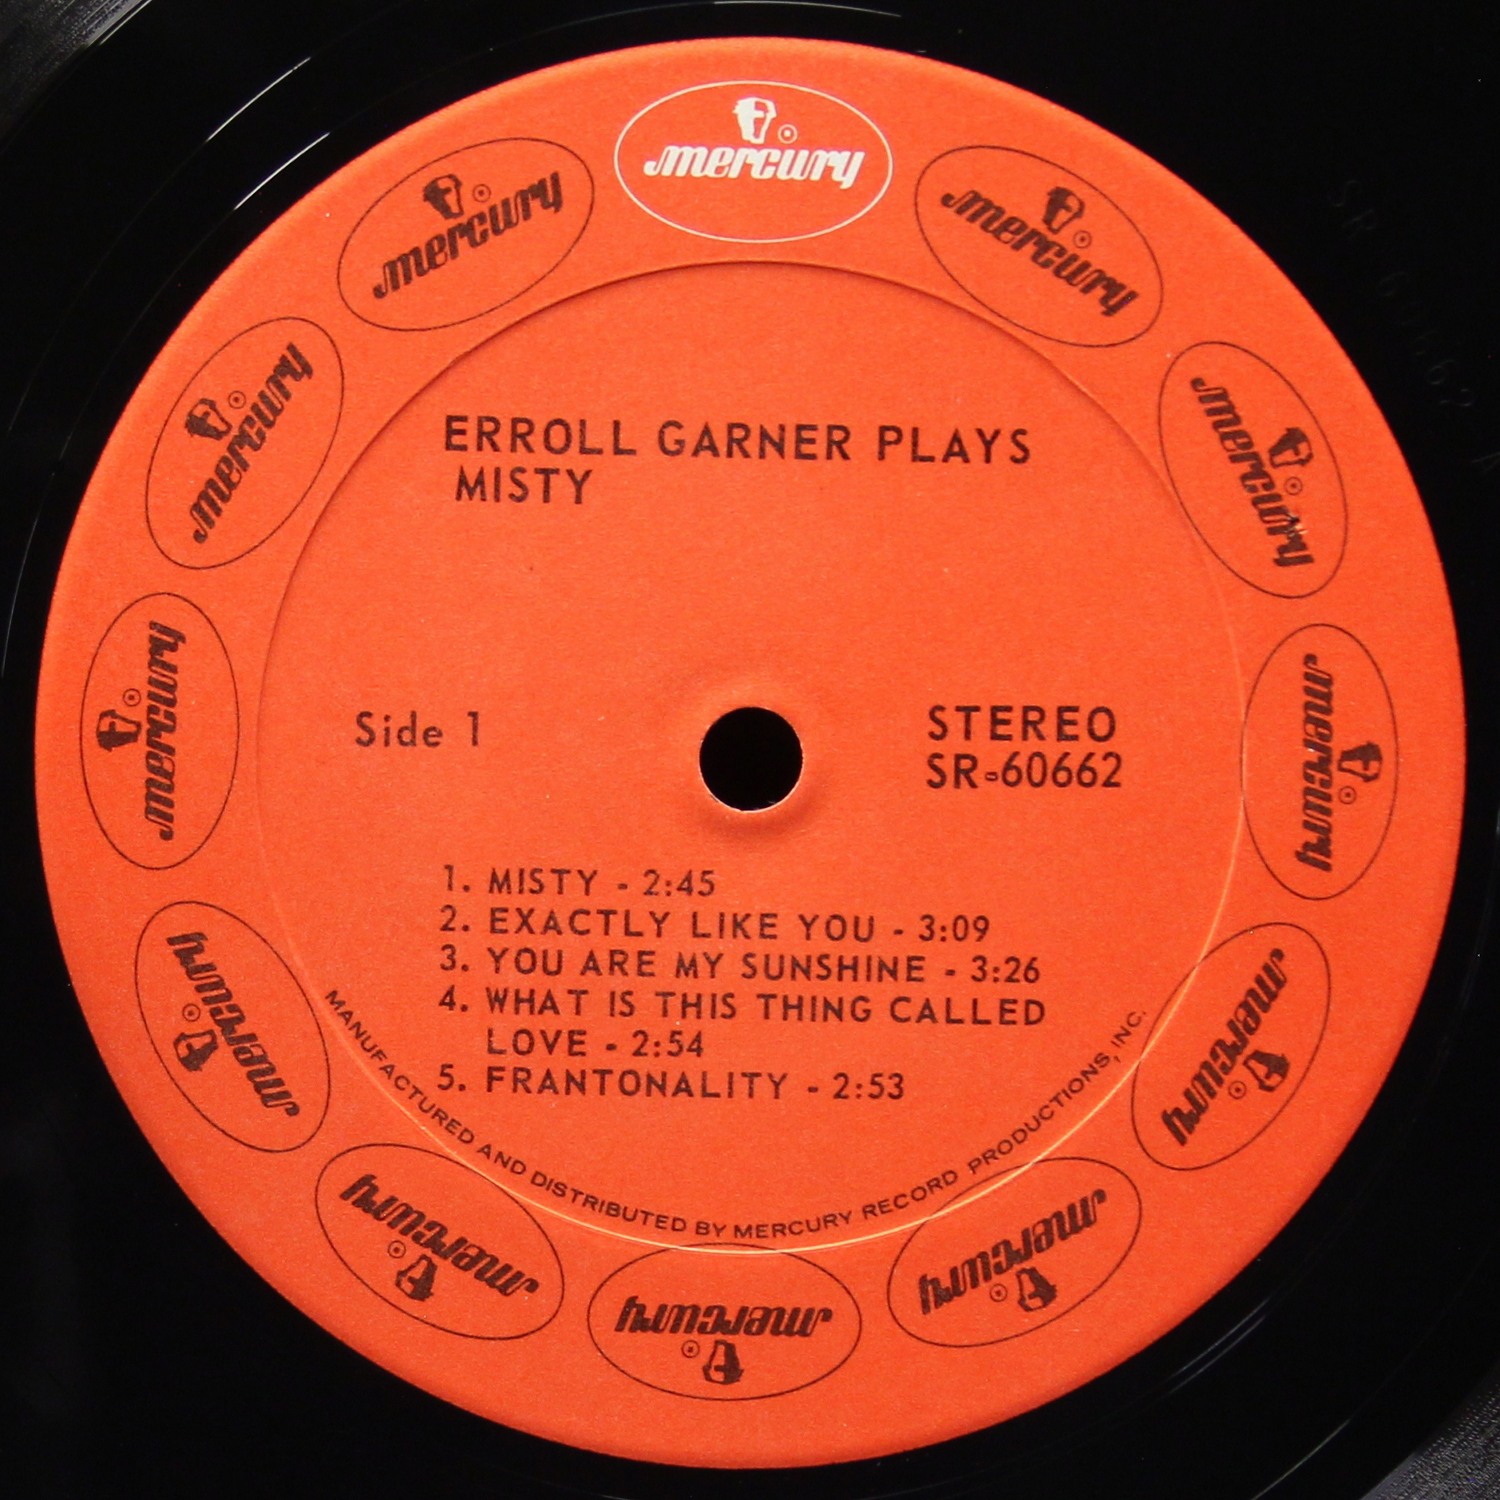 mercury
mercury
mercury
mercury
mercury
mercury
mercury
mercury
mercury
mercury
mercury
mercury
ERROLL GARNER PLAYS
MISTY
Side 1
STEREO
SR-60662
1. MISTY - 2:45
2. EXACTLY LIKE YOU - 3:09
3. YOU ARE MY SUNSHINE - 3:26
4. WHAT IS THIS THING CALLED
LOVE - 2:54
5. FRANTONALITY - 2:53
MANUFACTURED AND DISTRIBUTED BY MERCURY RECORD PRODUCTIONS, INC.